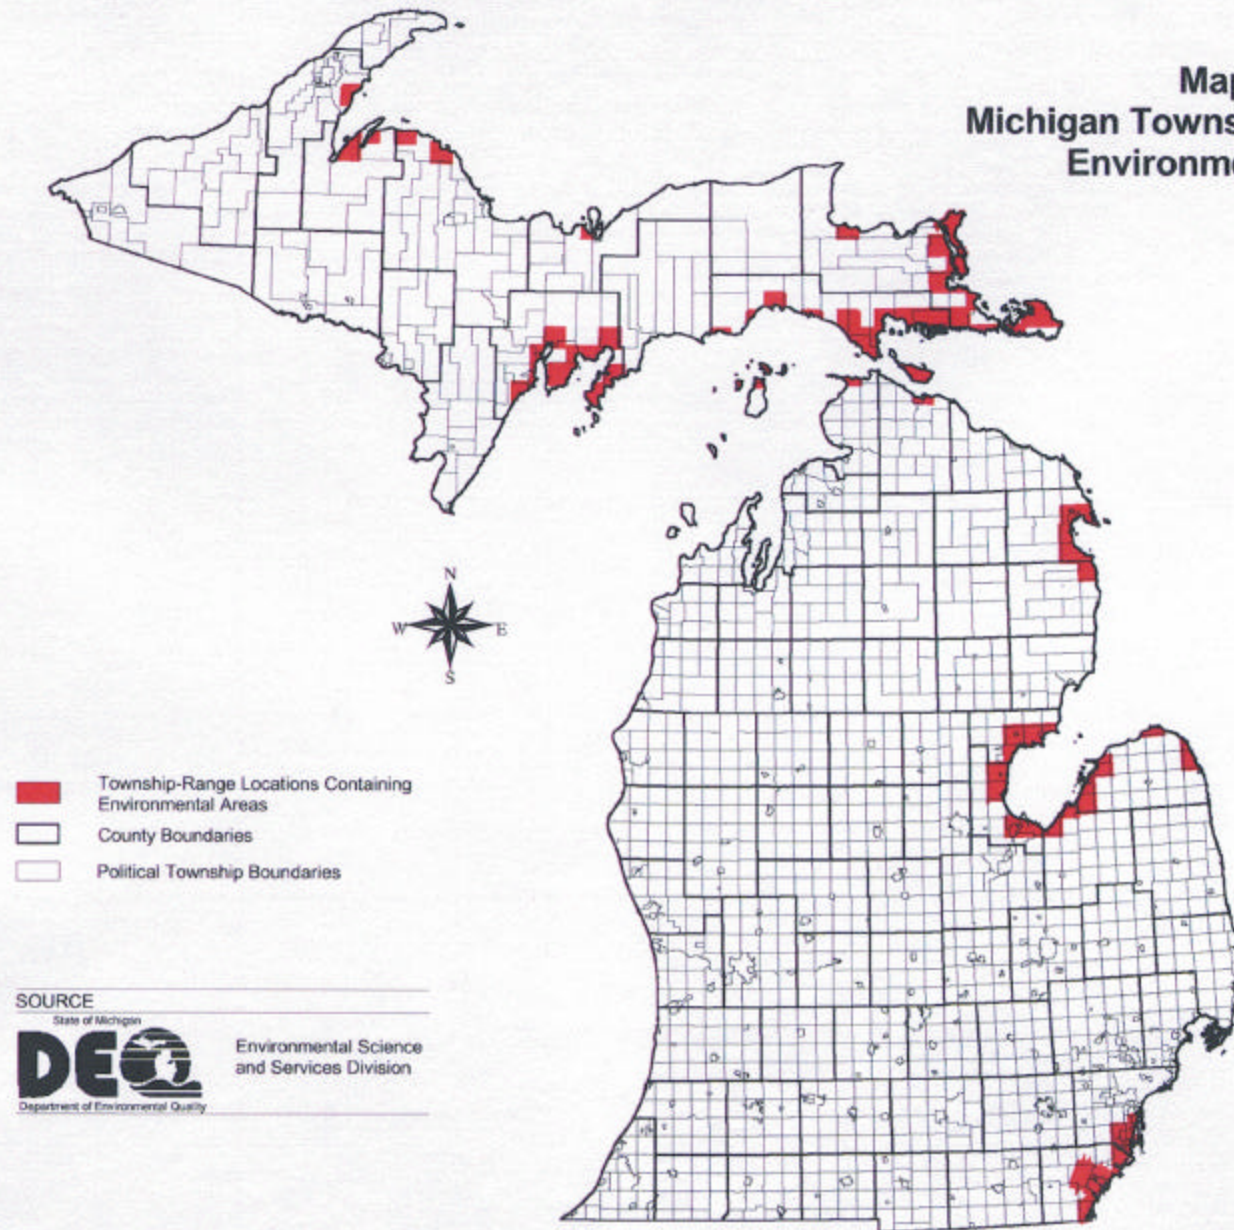 Map
Michigan Towns
Environme
N
W
E
S
Township-Range Locations Containing
Environmental Areas
County Boundaries
Political Township Boundaries
SOURCE
State of Michigan
DEQ
Department of Environmental Quality
Environmental Science
and Services Division